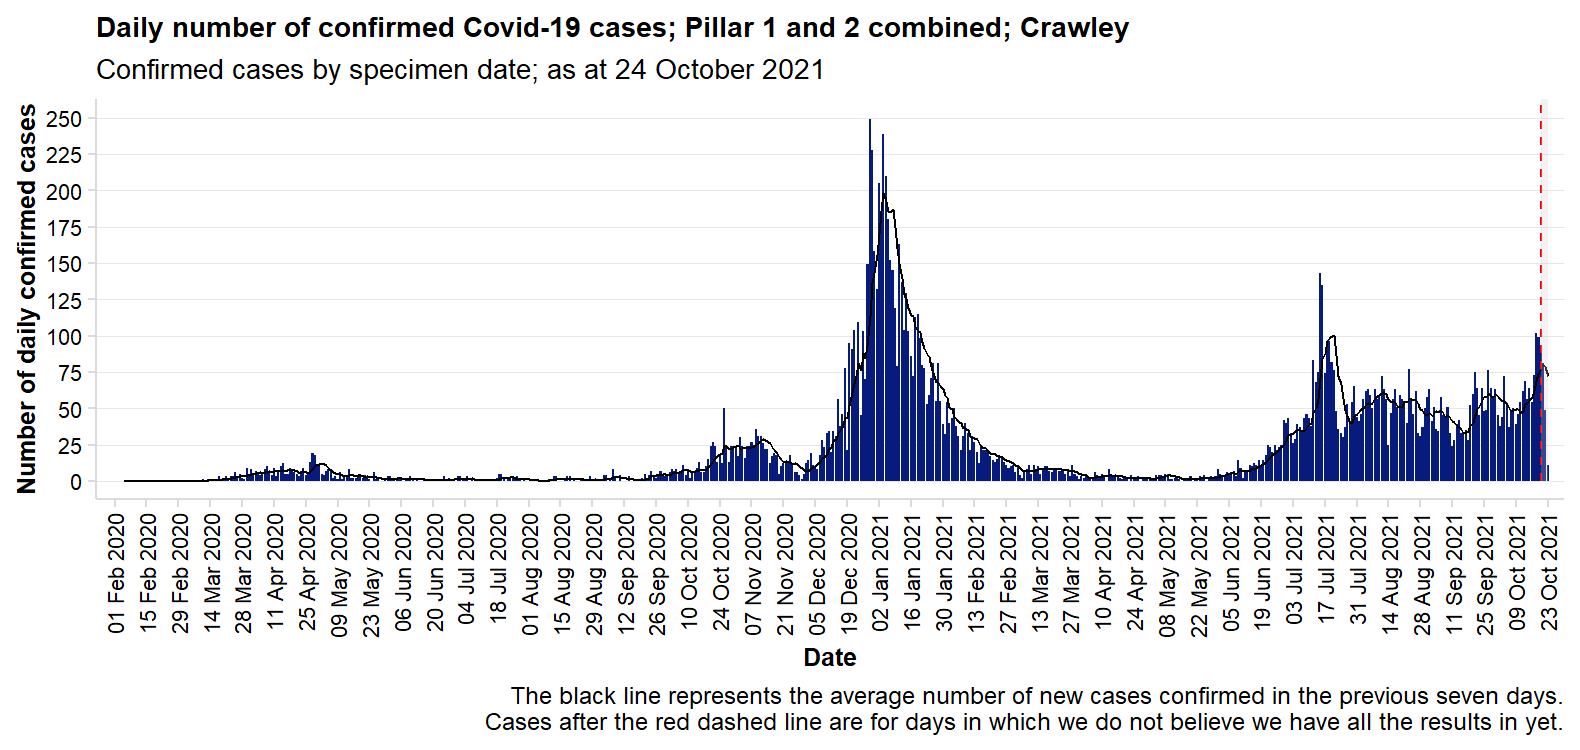 Daily number of confirmed Covid-19 cases; Pillar 1 and 2 combined; Crawley
Confirmed cases by specimen date; as at 24 October 2021
Number of daily confirmed cases
250
225
200
175
150
125
100
75
50
25
0
01 Feb 2020
15 Feb 2020
29 Feb 2020
14 Mar 2020
28 Mar 2020
11 Apr 2020
25 Apr 2020
09 May 2020
23 May 2020
06 Jun 2020
20 Jun 2020
04 Jul 2020
18 Jul 2020
01 Aug 2020
15 Aug 2020
29 Aug 2020
12 Sep 2020
26 Sep 2020
10 Oct 2020
24 Oct 2020
07 Nov 2020
21 Nov 2020
05 Dec 2020
19 Dec 2020
02 Jan 2021
16 Jan 2021
30 Jan 2021
13 Feb 2021
27 Feb 2021
13 Mar 2021
27 Mar 2021
10 Apr 2021
24 Apr 2021
08 May 2021
22 May 2021
05 Jun 2021
19 Jun 2021
03 Jul 2021
17 Jul 2021
31 Jul 2021
14 Aug 2021
28 Aug 2021
11 Sep 2021
25 Sep 2021
09 Oct 2021
23 Oct 2021
Date
The black line represents the average number of new cases confirmed in the previous seven days.
Cases after the red dashed line are for days in which we do not believe we have all the results in yet.